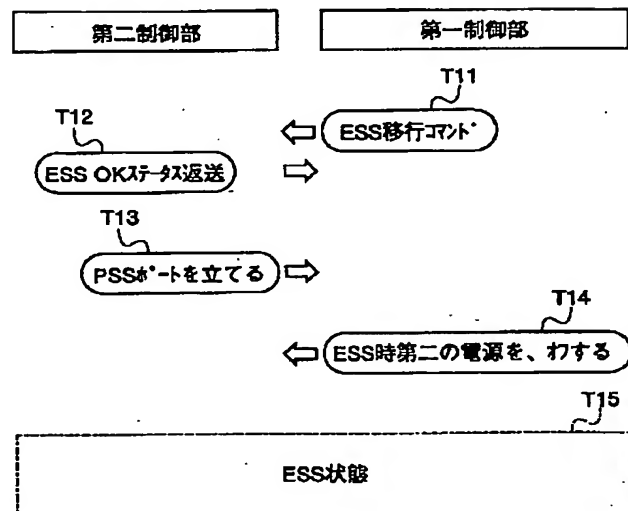 第二制御部
第一制御部
T11
ESS移行コマンド
T12
ESS OKステータス返送
T13
PSSポートを立てる
T14
ESS時第二の電源を、オフする
T15
ESS状態